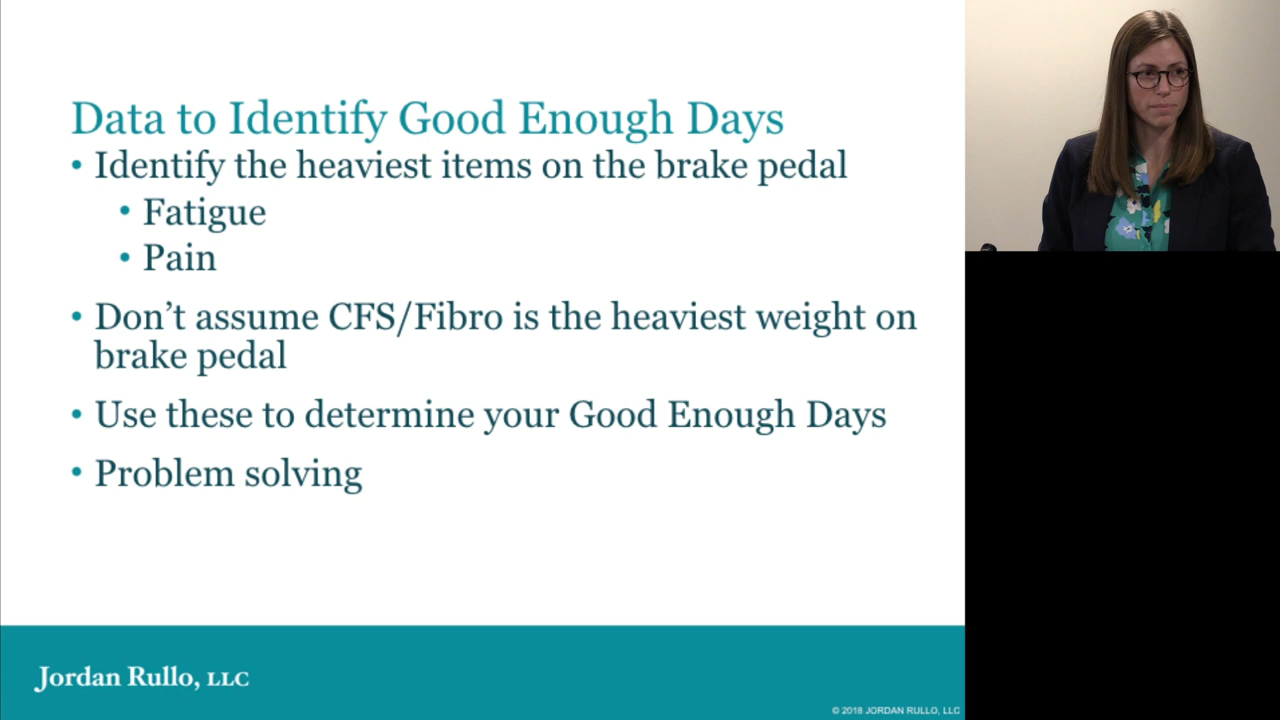 Data to Identify Good Enough Days
• Identify the heaviest items on the brake pedal
• Fatigue
• Pain
• Don’t assume CFS/Fibro is the heaviest weight on
brake pedal
• Use these to determine your Good Enough Days
• Problem solving
Jordan Rullo, LLC
© 2018 JORDAN RULLO, LLC